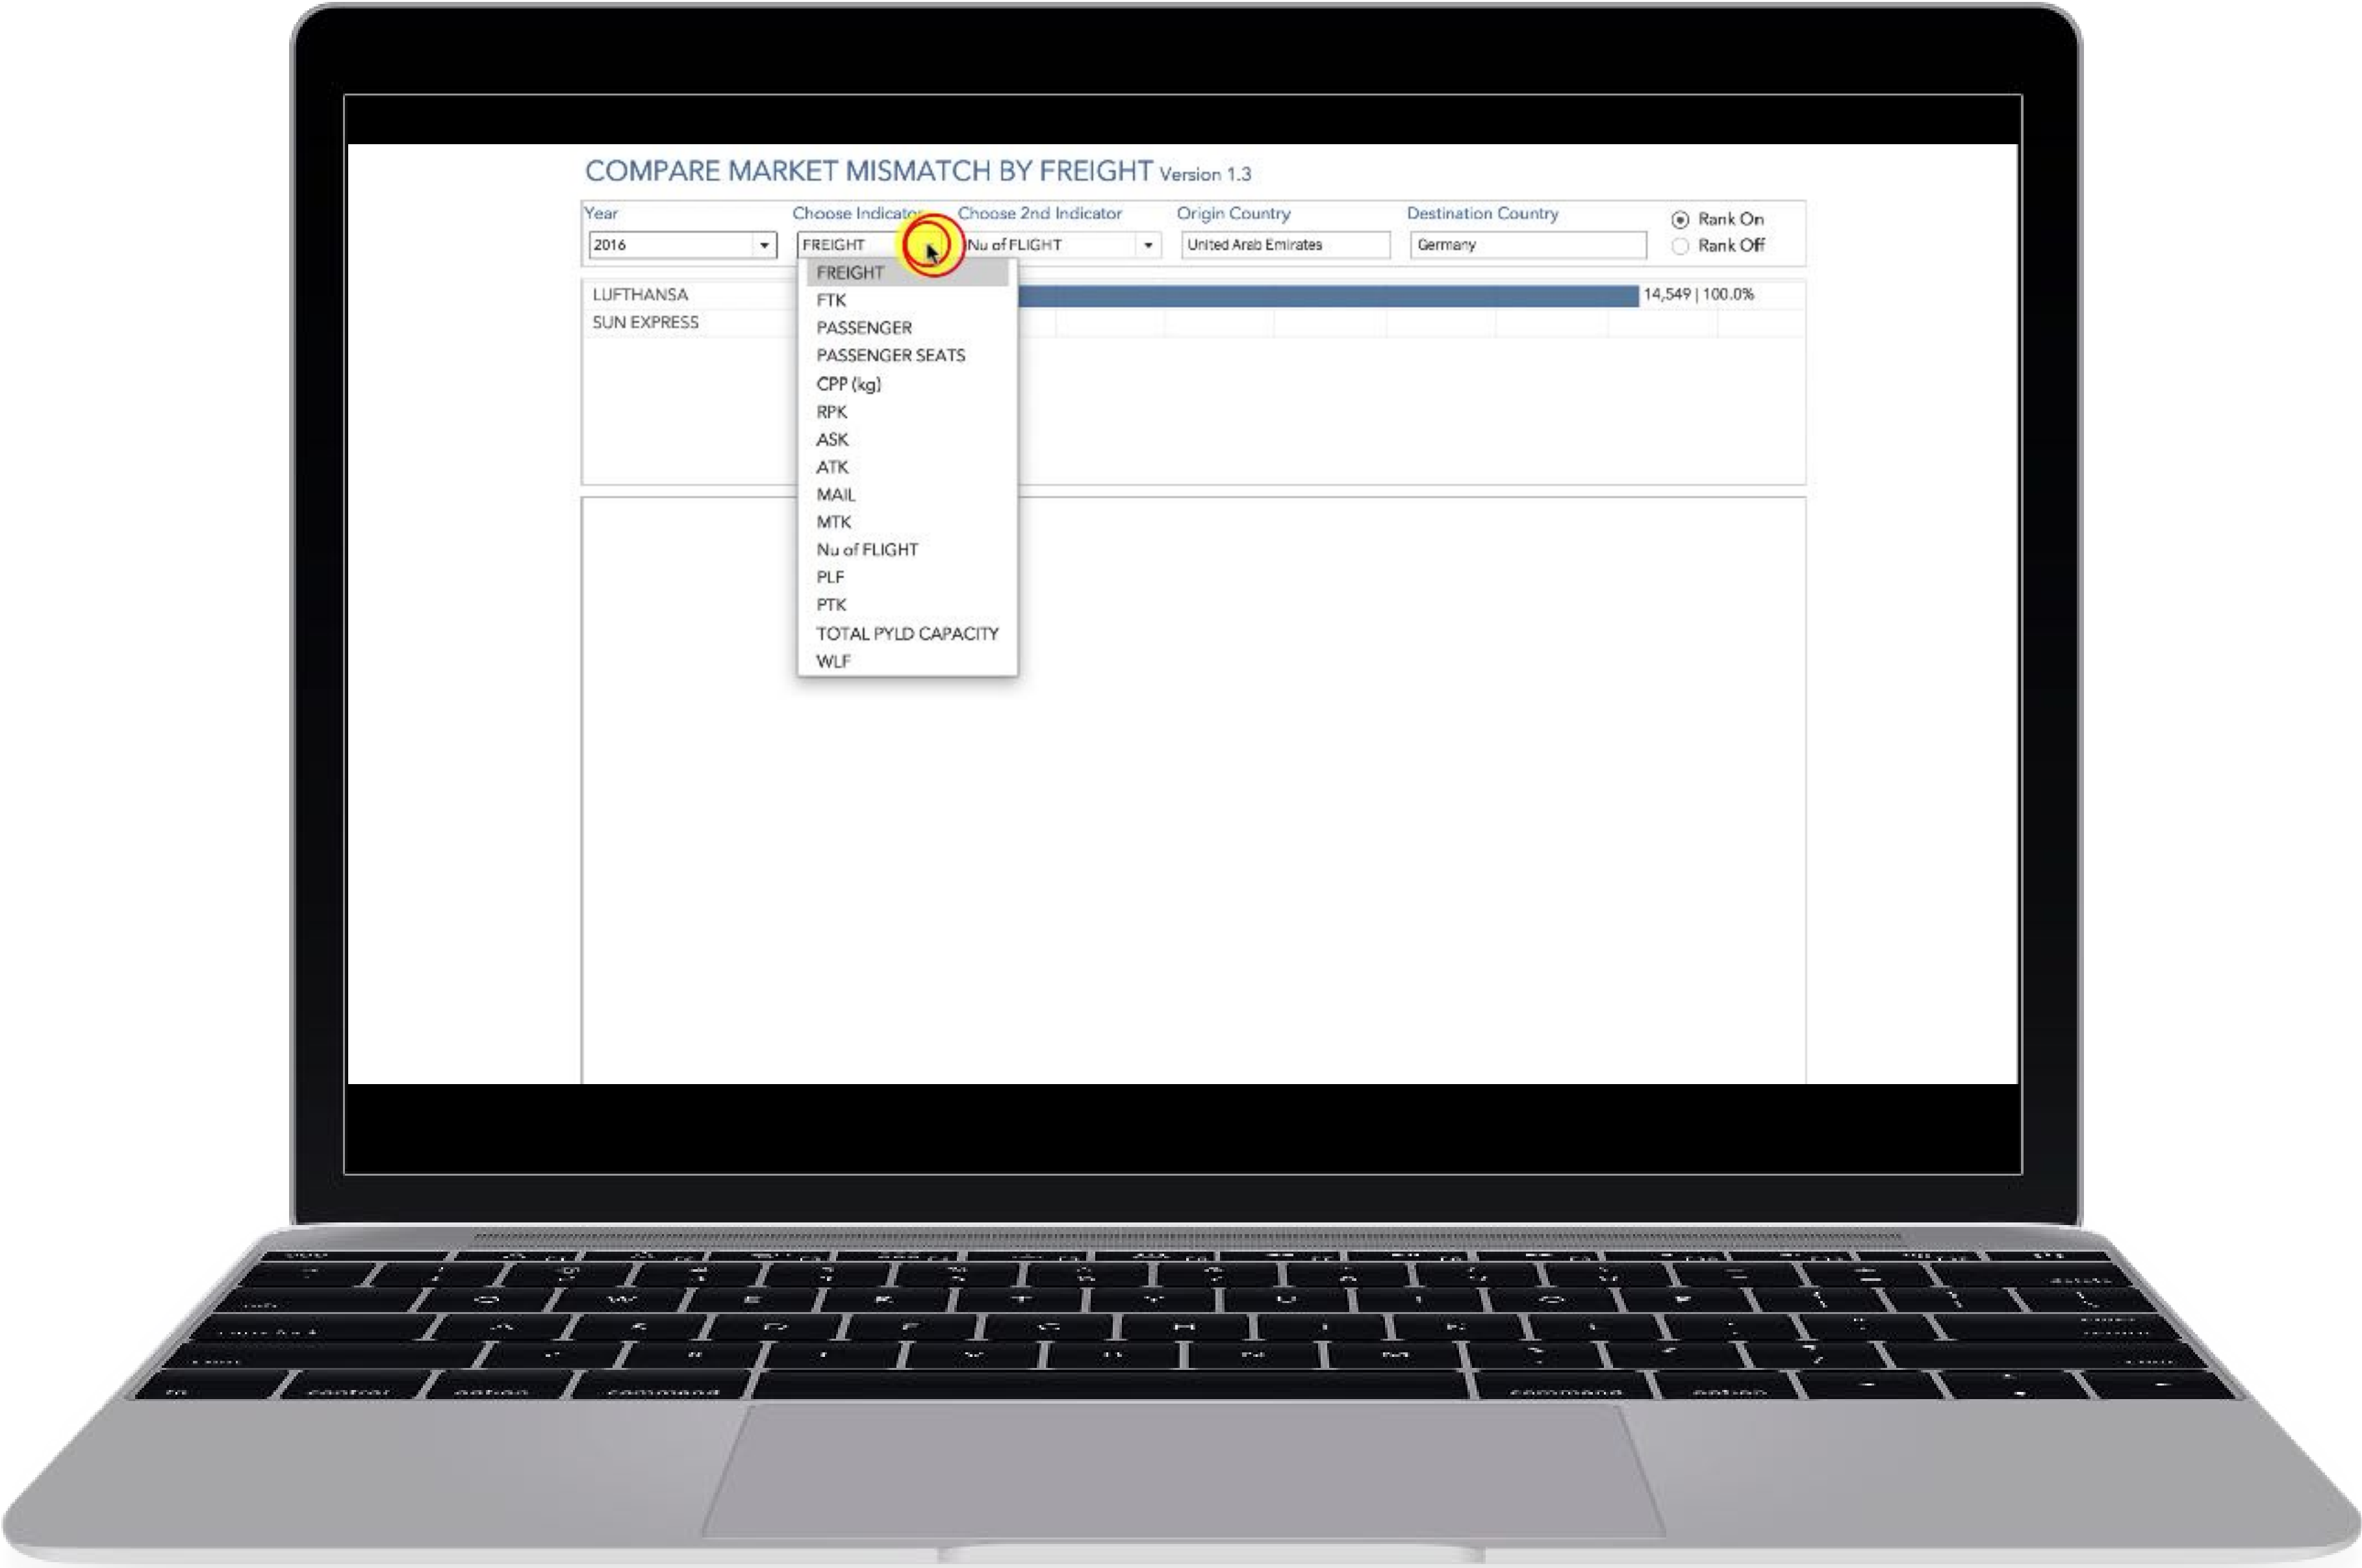 COMPARE MARKET MISMATCH BY FREIGHT Version 1.3
Year Choose Indicator Choose 2nd Indicator Origin Country Destination Country Rank On
2016 FREIGHT Nu of FLIGHT United Arab Emirates Germany Rank Off
LUFTHANSA 14,549 | 100.0%
SUN EXPRESS
FREIGHT
FTK
PASSENGER
PASSENGER SEATS
CPP (kg)
RPK
ASK
ATK
MAIL
MTK
Nu of FLIGHT
PLF
PTK
TOTAL PYLD CAPACITY
WLF
command command